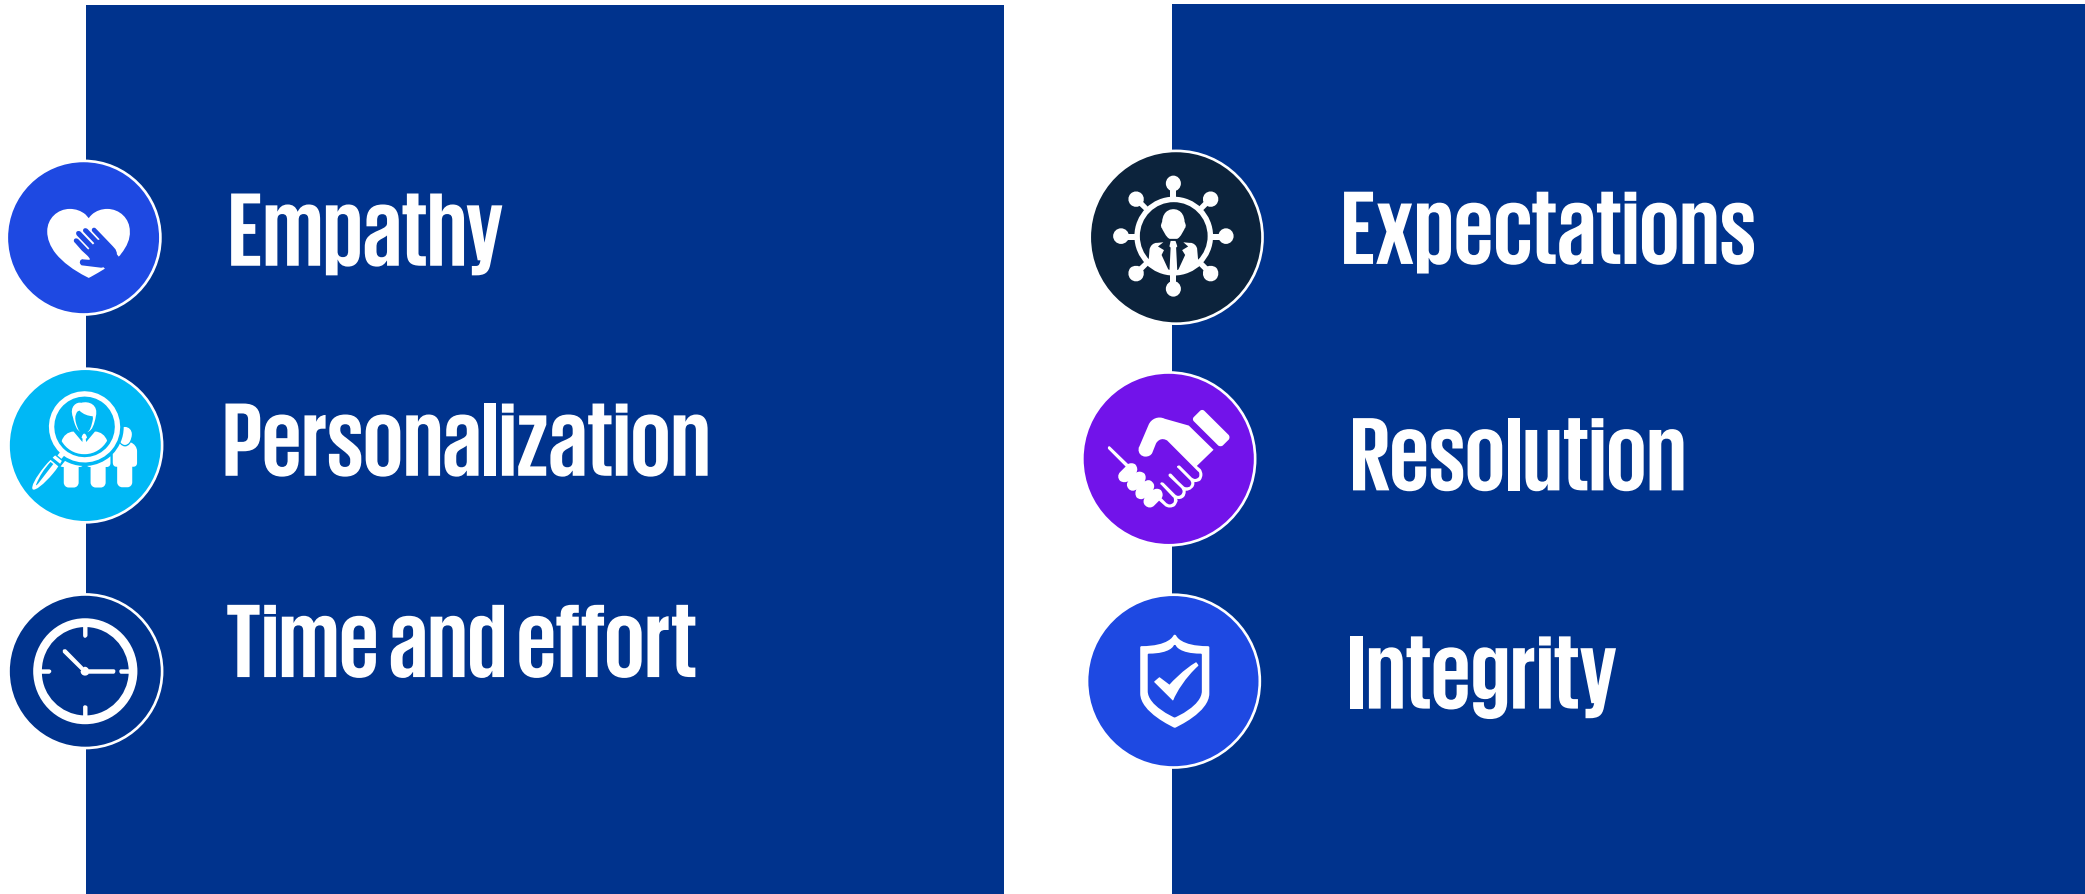 Empathy
Personalization
Time and effort
Expectations
Resolution
Integrity